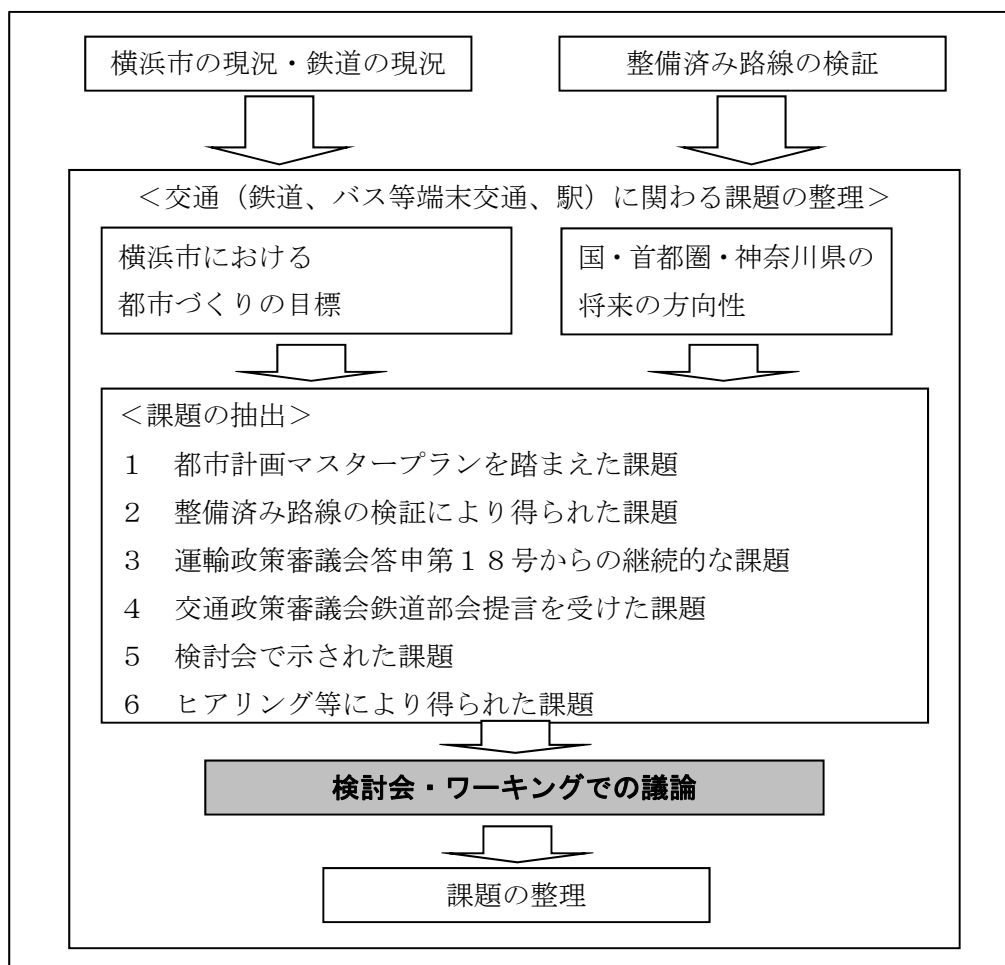 横浜市の現況・鉄道の現況
整備済み路線の検証
＜交通（鉄道、バス等端末交通、駅）に関わる課題の整理＞
横浜市における
都市づくりの目標
国・首都圏・神奈川県の
将来の方向性
＜課題の抽出＞
１　都市計画マスタープランを踏まえた課題
２　整備済み路線の検証により得られた課題
３　運輸政策審議会答申第１８号からの継続的な課題
４　交通政策審議会鉄道部会提言を受けた課題
５　検討会で示された課題
６　ヒアリング等により得られた課題
検討会・ワーキングでの議論
課題の整理